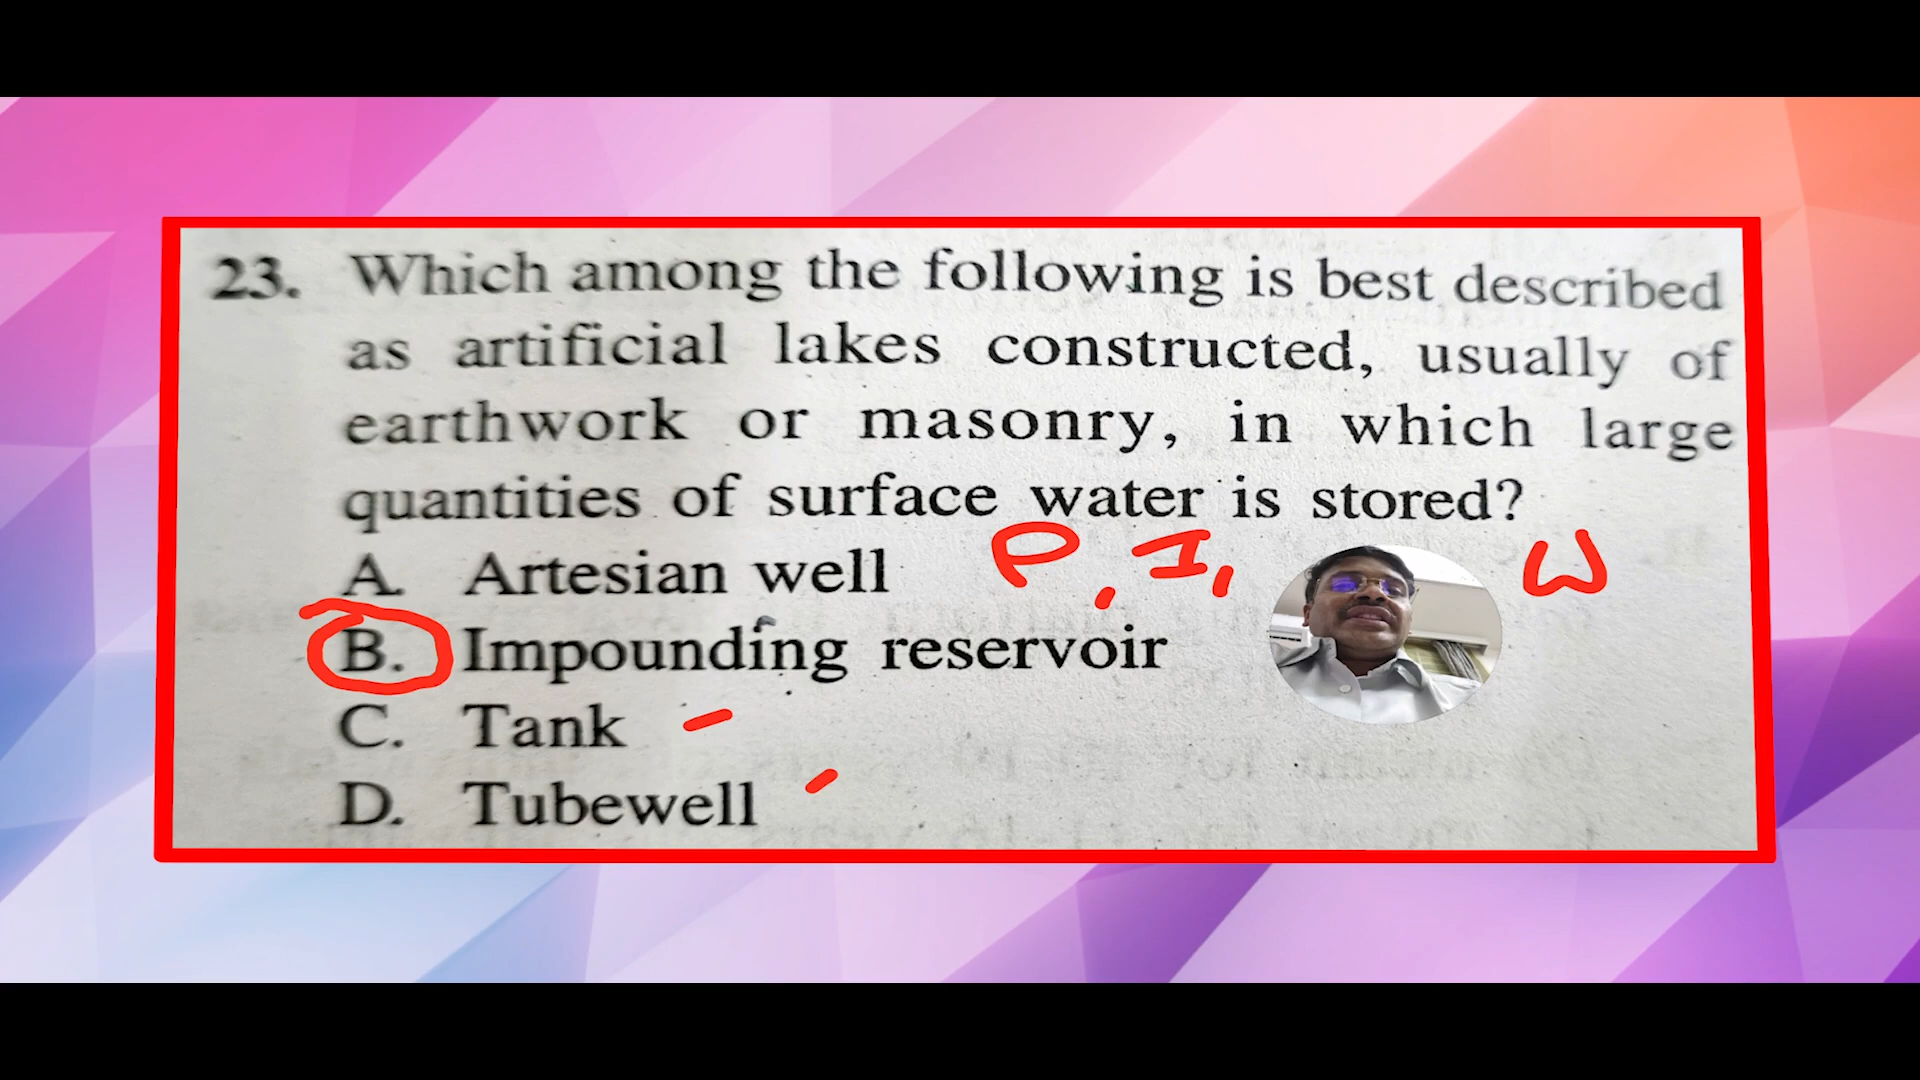 23. Which among the following is best described
as artificial lakes constructed, usually of
earthwork or masonry, in which large
quantities of surface water is stored?
A. Artesian well P, I, W
B. Impounding reservoir
C. Tank -
D. Tubewell -